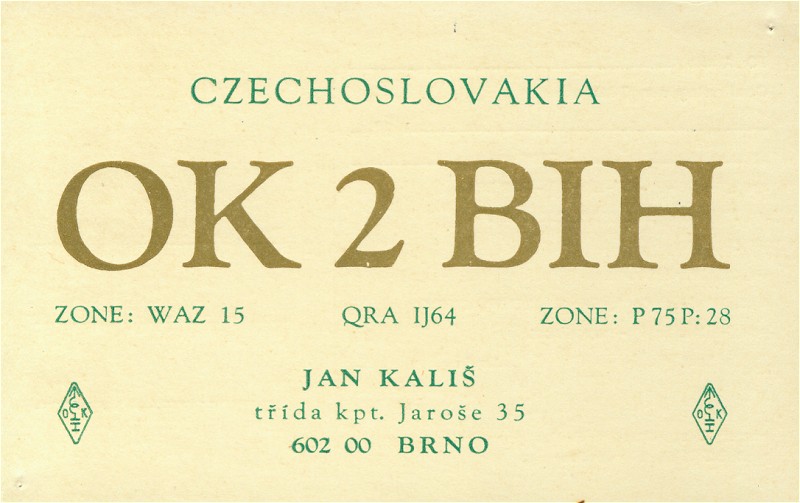 CZECHOSLOVAKIA
OK 2 BIH
ZONE: WAZ 15 QRA IJ64 ZONE: P 75 P: 28
JAN KALIŠ
třída kpt. Jaroše 35
602 00 BRNO
O K
O K